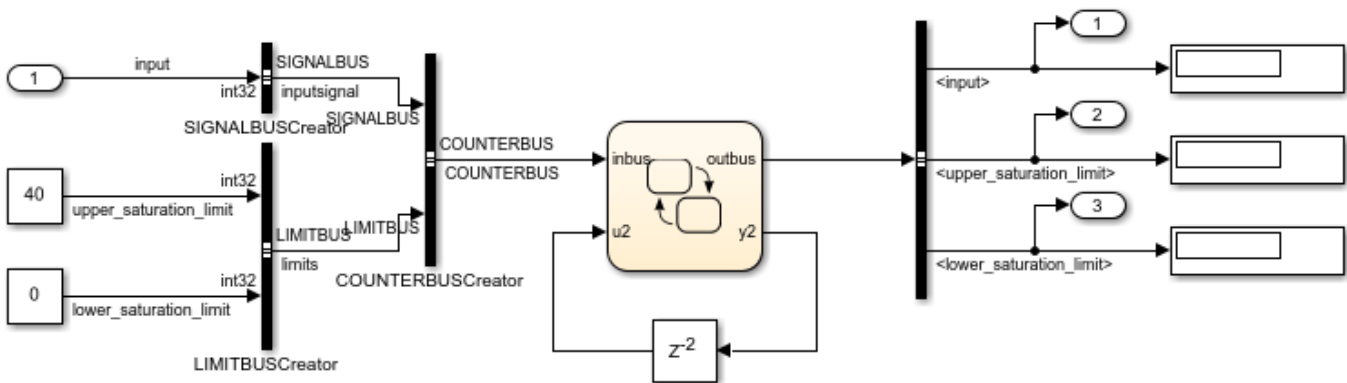 1
input
int32
SIGNALBUS
inputsignal
SIGNALBUSCreator
SIGNALBUS
40
int32
upper_saturation_limit
0
int32
lower_saturation_limit
LIMITBUS
limits
LIMITBUSCreator
LIMITBUS
COUNTERBUSCreator
COUNTERBUS
COUNTERBUS
inbus
outbus
u2
y2
Z-2
1
<input>
2
<upper_saturation_limit>
3
<lower_saturation_limit>